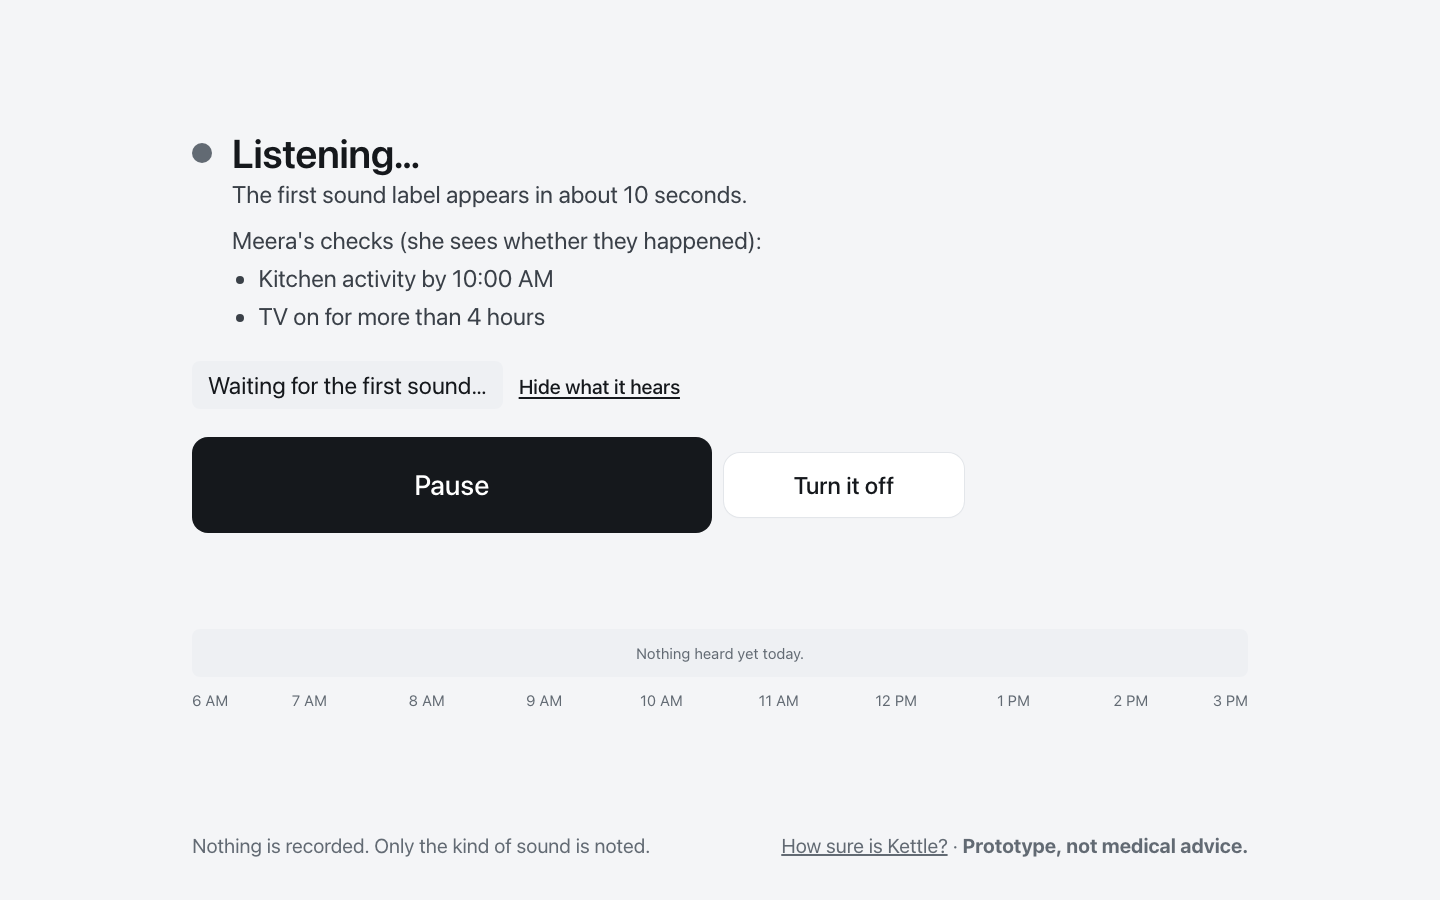 Listening...
The first sound label appears in about 10 seconds.
Meera's checks (she sees whether they happened):
• Kitchen activity by 10:00 AM
• TV on for more than 4 hours
Waiting for the first sound... Hide what it hears
Pause Turn it off
Nothing heard yet today.
6 AM 7 AM 8 AM 9 AM 10 AM 11 AM 12 PM 1 PM 2 PM 3 PM
Nothing is recorded. Only the kind of sound is noted. How sure is Kettle? · Prototype, not medical advice.